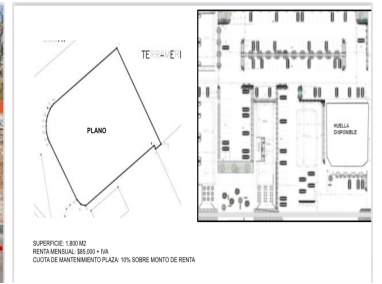 PLANO
HUELLA
DISPONIBLE
SUPERFICIE: 1,800 M2
RENTA MENSUAL: $85,000 + IVA
CUOTA DE MANTENIMIENTO PLAZA: 10% SOBRE MONTO DE RENTA